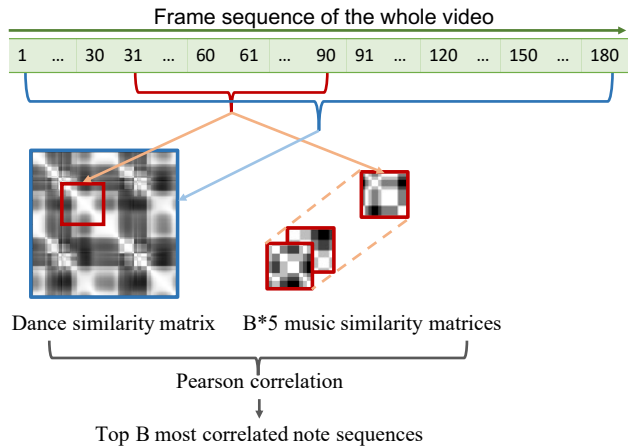 Frame sequence of the whole video
1 ... 30 31 ... 60 61 ... 90 91 ... 120 ... 150 ... 180
Dance similarity matrix B*5 music similarity matrices
Pearson correlation
Top B most correlated note sequences